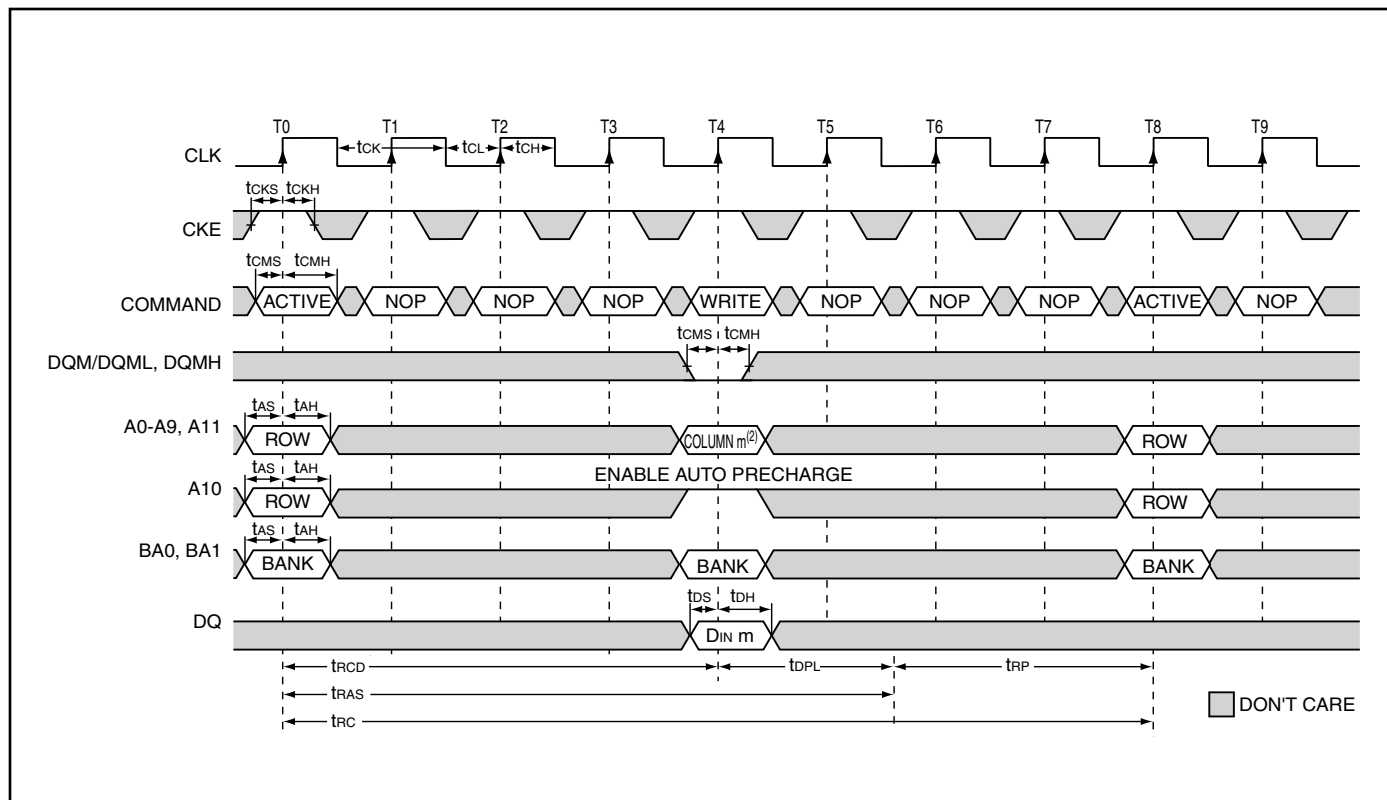 T0 T1 T2 T3 T4 T5 T6 T7 T8 T9
CLK tCK tCL tCH
tCKS tCKH
CKE
tCMS tCMH
COMMAND ACTIVE NOP NOP NOP WRITE NOP NOP NOP ACTIVE NOP
tCMS tCMH
DQM/DQML, DQMH
tAS tAH
A0-A9, A11 ROW COLUMN m(2) ROW
tAS tAH ENABLE AUTO PRECHARGE
A10 ROW ROW
tAS tAH
BA0, BA1 BANK BANK BANK
tDS tDH
DQ DIN m
tRCD tDPL tRP
tRAS
DON'T CARE
tRC